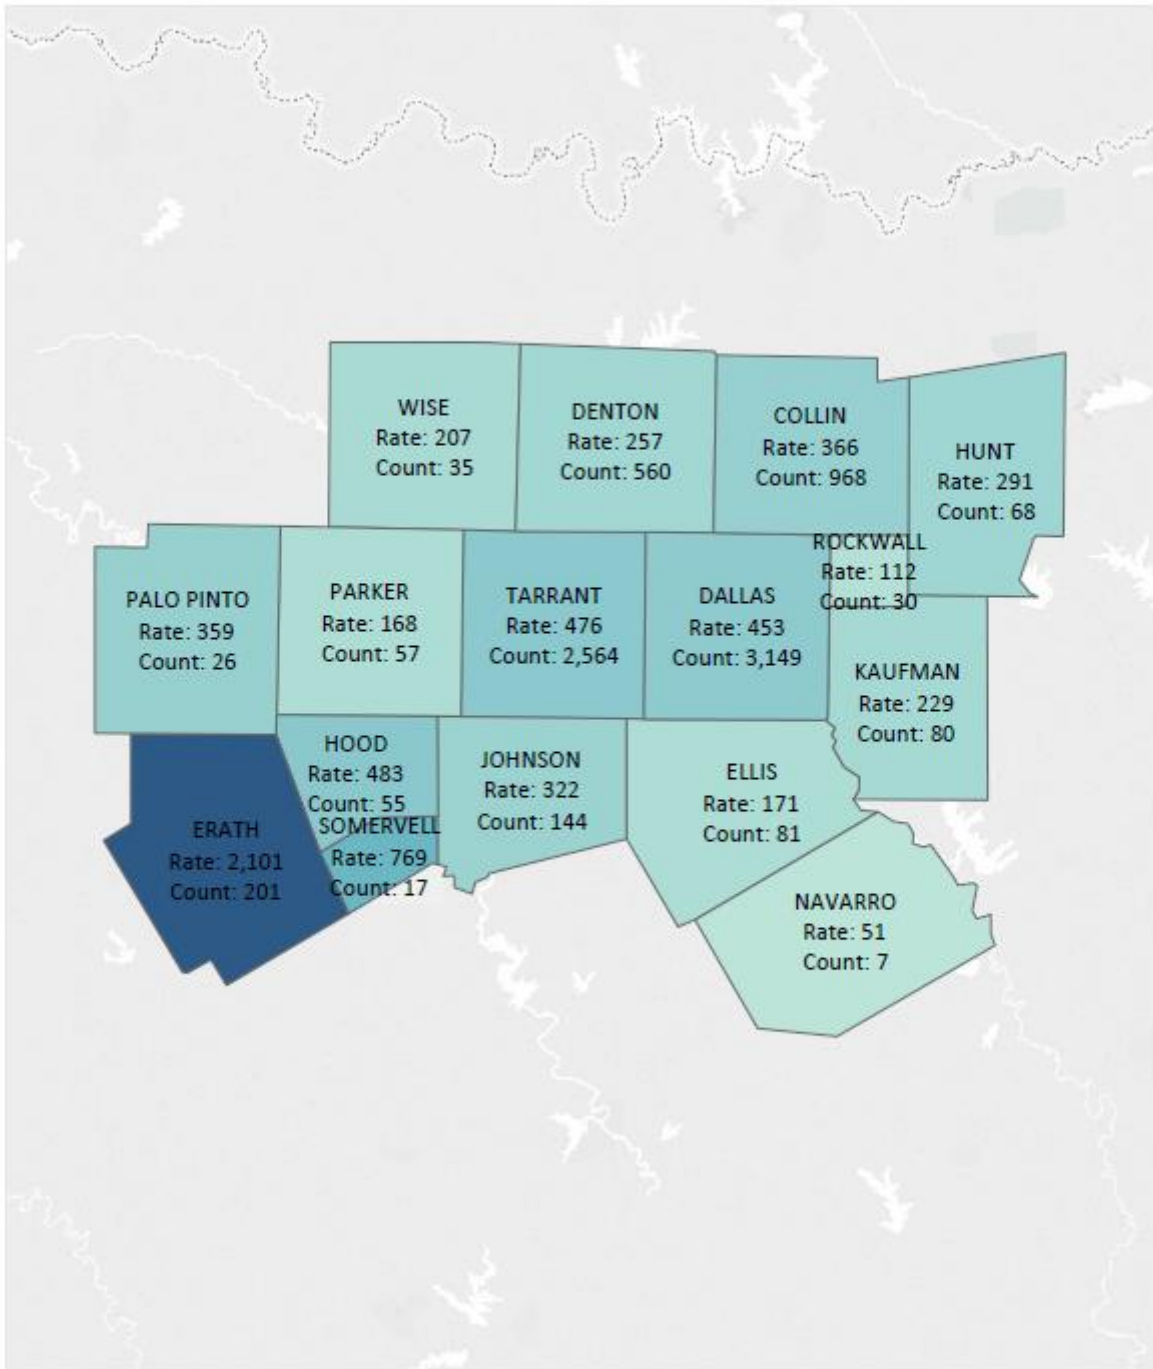 WISE
Rate: 207
Count: 35
DENTON
Rate: 257
Count: 560
COLLIN
Rate: 366
Count: 968
HUNT
Rate: 291
Count: 68
ROCKWALL
Rate: 112
Count: 30
PALO PINTO
Rate: 359
Count: 26
PARKER
Rate: 168
Count: 57
TARRANT
Rate: 476
Count: 2,564
DALLAS
Rate: 453
Count: 3,149
KAUFMAN
Rate: 229
Count: 80
HOOD
Rate: 483
Count: 55
JOHNSON
Rate: 322
Count: 144
ELLIS
Rate: 171
Count: 81
ERATH
Rate: 2,101
Count: 201
SOMERVELL
Rate: 769
Count: 17
NAVARRO
Rate: 51
Count: 7